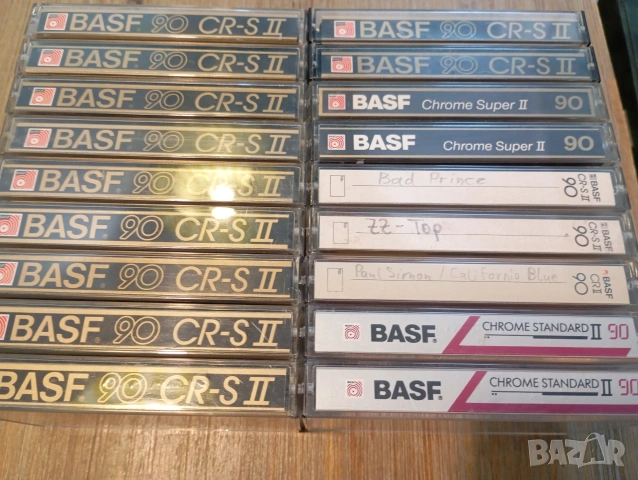 BASF 90 CR-S II
BASF 90 CR-S II
BASF 90 CR-S II
BASF 90 CR-S II
BASF 90 CR-S II
BASF 90 CR-S II
BASF 90 CR-S II
BASF 90 CR-S II
BASF 90 CR-S II
BASF 90 CR-S II
BASF 90 CR-S II
BASF Chrome Super II 90
BASF Chrome Super II 90
Bad Prince BASF CR-S II 90
ZZ-Top BASF CR-S II 90
Paul Simon / California Blue BASF CR II 90
BASF CHROME STANDARD II 90
BASF CHROME STANDARD II 90
BAZAR